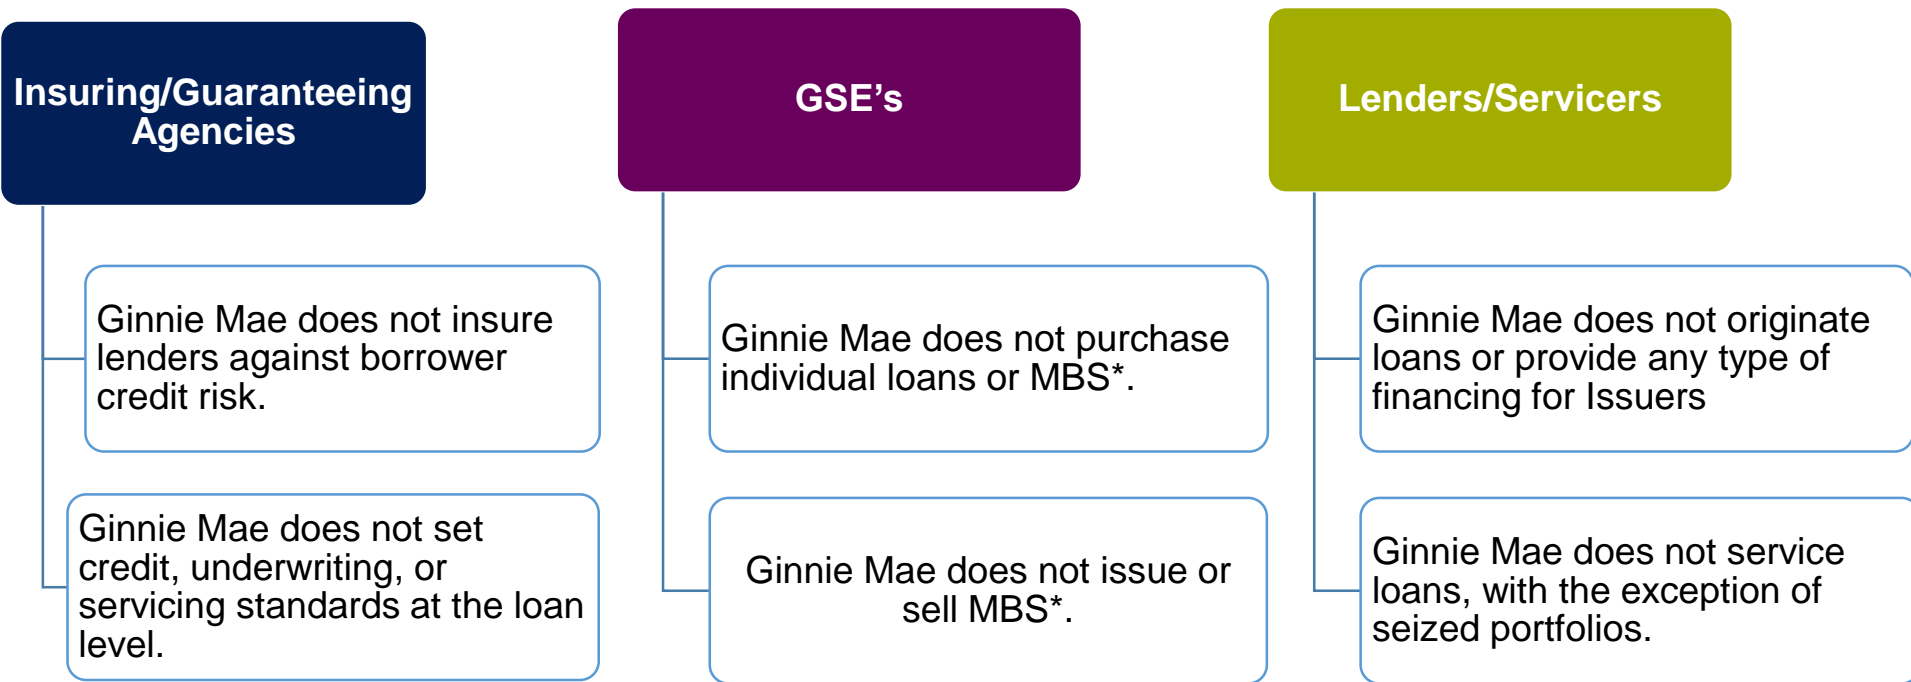 Insuring/Guaranteeing
Agencies
Ginnie Mae does not insure
lenders against borrower
credit risk.
Ginnie Mae does not set
credit, underwriting, or
servicing standards at the loan
level.
GSE's
Ginnie Mae does not purchase
individual loans or MBS*.
Ginnie Mae does not issue or
sell MBS*.
Lenders/Servicers
Ginnie Mae does not originate
loans or provide any type of
financing for Issuers
Ginnie Mae does not service
loans, with the exception of
seized portfolios.